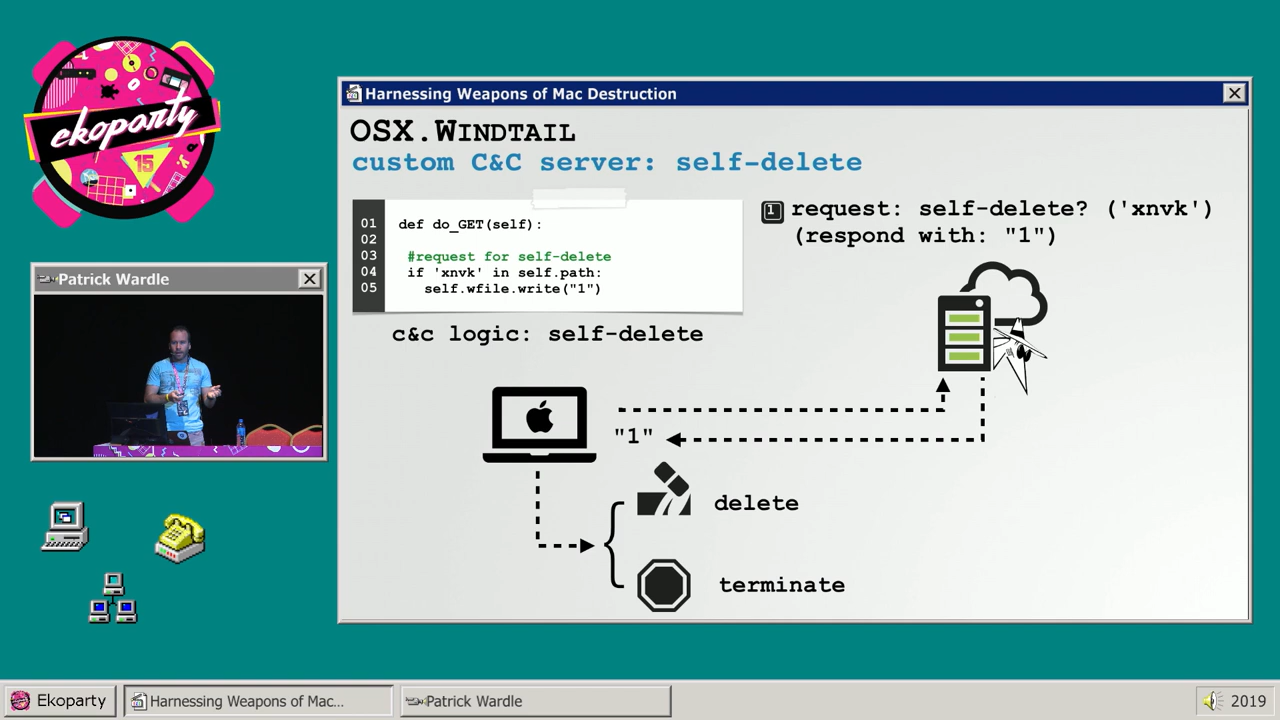 ekoparty
15
Harnessing Weapons of Mac Destruction
OSX.WINDTAIL
custom C&C server: self-delete
01 def do_GET(self):
02
03 #request for self-delete
04 if 'xnvk' in self.path:
05 self.wfile.write("1")
c&c logic: self-delete
1 request: self-delete? ('xnvk')
(respond with: "1")
Patrick Wardle
"1"
delete
terminate
Ekoparty
Harnessing Weapons of Mac...
Patrick Wardle
2019